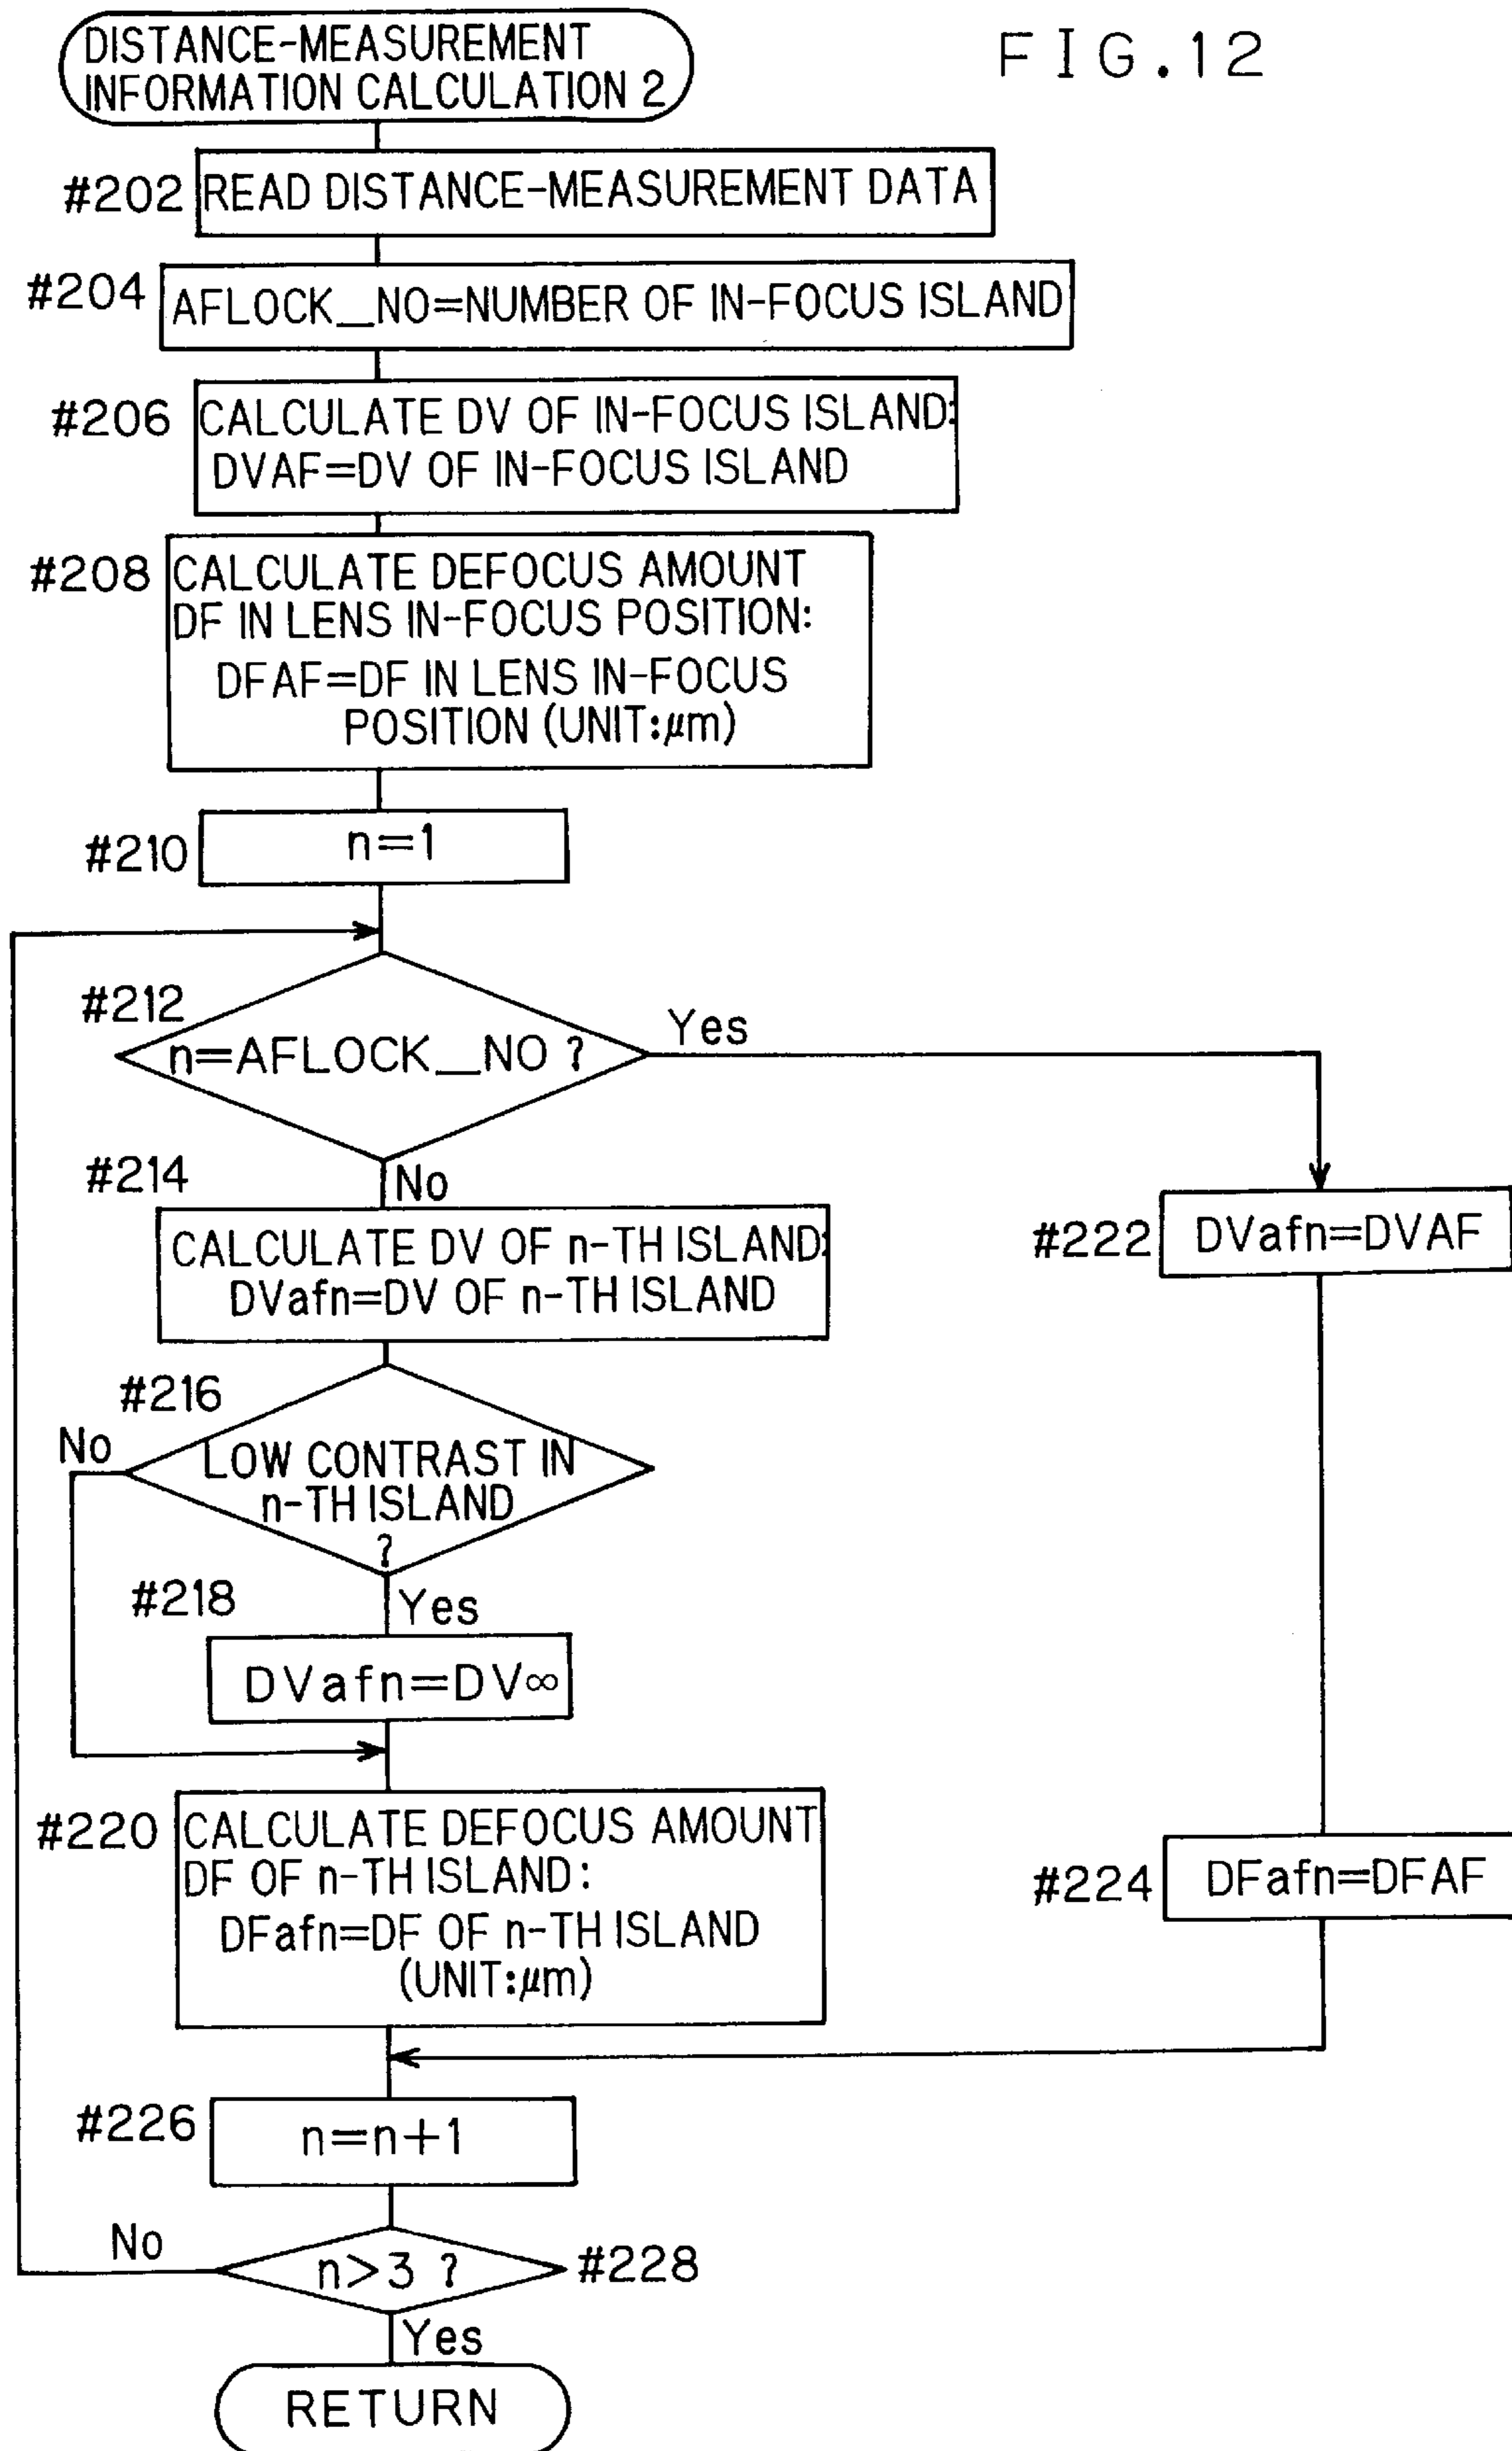 DISTANCE-MEASUREMENT
INFORMATION CALCULATION 2
FIG.12
#202
READ DISTANCE-MEASUREMENT DATA
#204
AFLOCK_NO=NUMBER OF IN-FOCUS ISLAND
#206
CALCULATE DV OF IN-FOCUS ISLAND:
DVAF=DV OF IN-FOCUS ISLAND
#208
CALCULATE DEFOCUS AMOUNT
DF IN LENS IN-FOCUS POSITION:
DFAF=DF IN LENS IN-FOCUS
POSITION (UNIT:μm)
#210
n=1
#212
n=AFLOCK_NO ?
Yes
No
#214
CALCULATE DV OF n-TH ISLAND:
DVafn=DV OF n-TH ISLAND
#222
DVafn=DVAF
#216
No
LOW CONTRAST IN
n-TH ISLAND
?
Yes
#218
DVafn=DV∞
#220
CALCULATE DEFOCUS AMOUNT
DF OF n-TH ISLAND:
DFafn=DF OF n-TH ISLAND
(UNIT:μm)
#224
DFafn=DFAF
#226
n=n+1
No
n>3 ?
#228
Yes
RETURN